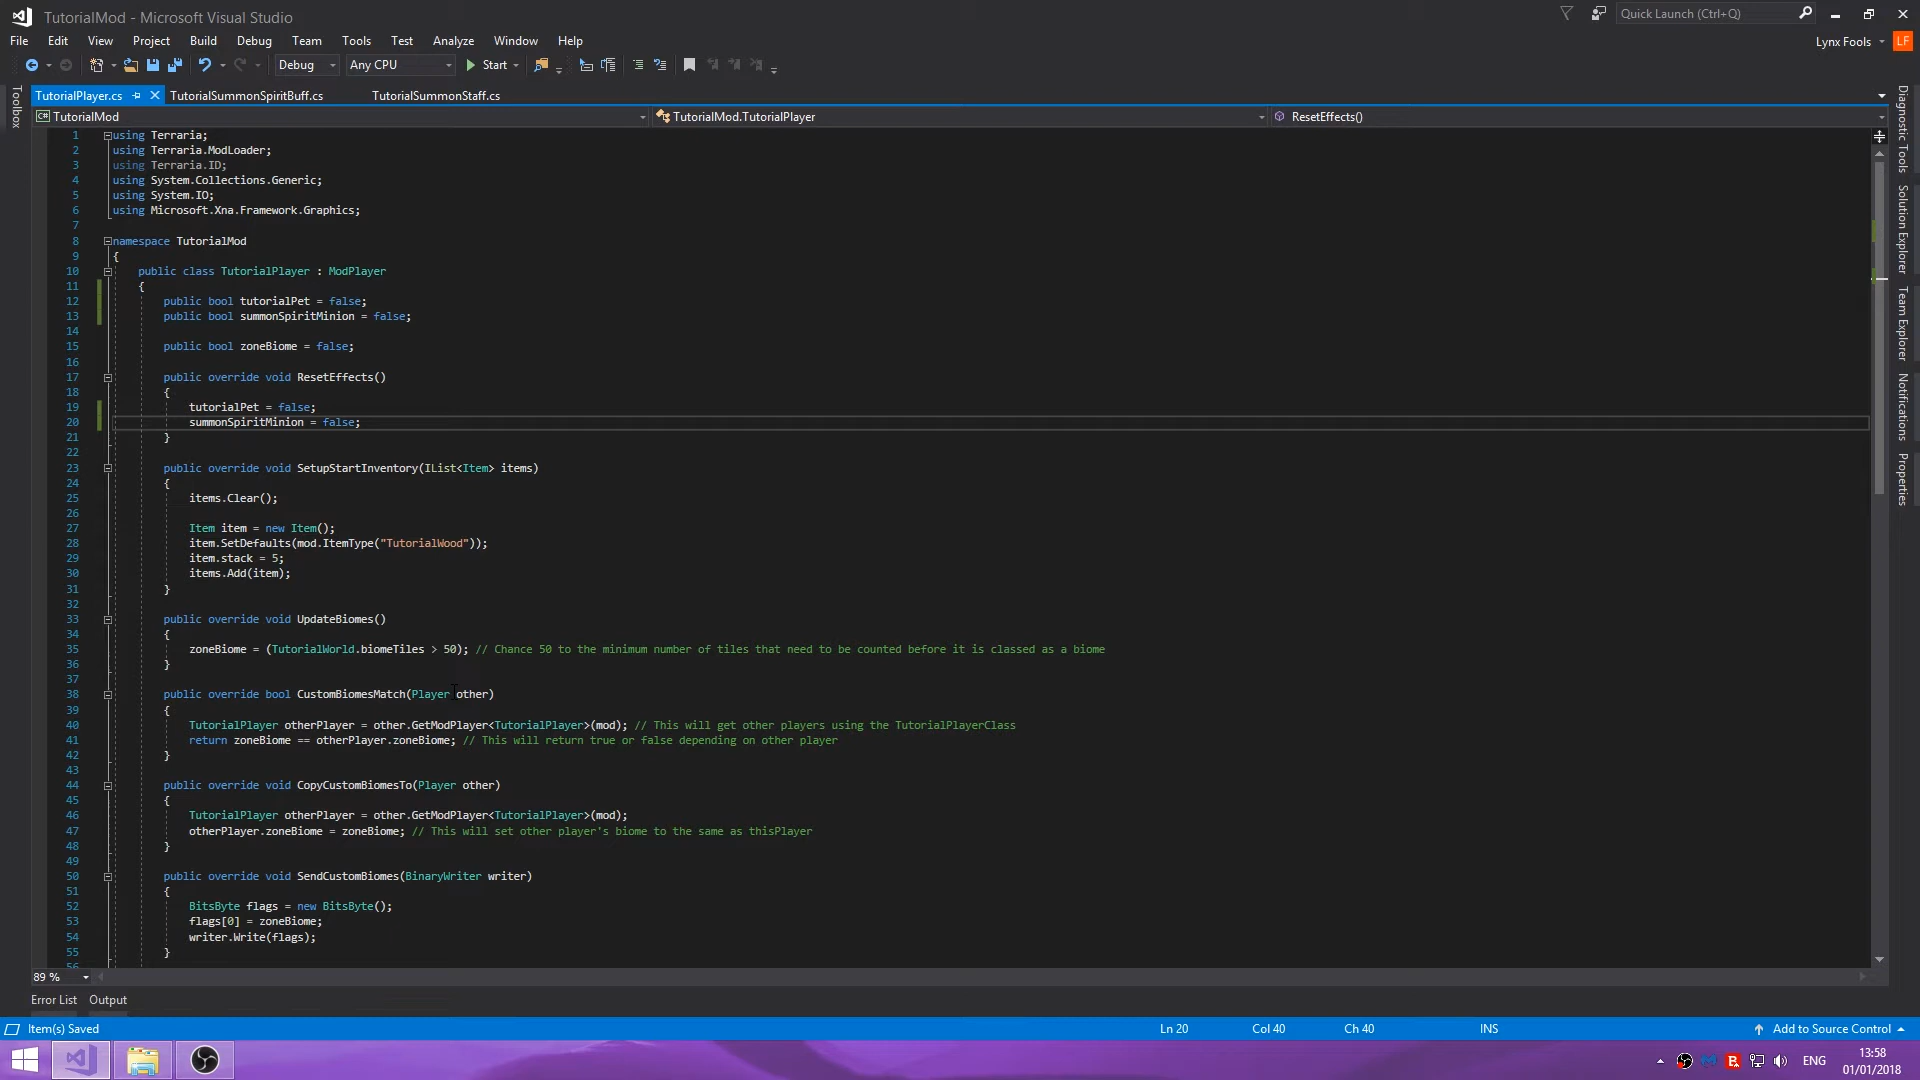 TutorialMod - Microsoft Visual Studio
Quick Launch (Ctrl+Q)
File Edit View Project Build Debug Team Tools Test Analyze Window Help
Lynx Fools LF
Debug Any CPU Start
TutorialPlayer.cs TutorialSummonSpiritBuff.cs TutorialSummonStaff.cs
C# TutorialMod TutorialMod.TutorialPlayer ResetEffects()
Toolbox
Diagnostic Tools
Solution Explorer
Team Explorer
Notifications
Properties
1 using Terraria;
2 using Terraria.ModLoader;
3 using Terraria.ID;
4 using System.Collections.Generic;
5 using System.IO;
6 using Microsoft.Xna.Framework.Graphics;
7
8 namespace TutorialMod
9 {
10 public class TutorialPlayer : ModPlayer
11 {
12 public bool tutorialPet = false;
13 public bool summonSpiritMinion = false;
14
15 public bool zoneBiome = false;
16
17 public override void ResetEffects()
18 {
19 tutorialPet = false;
20 summonSpiritMinion = false;
21 }
22
23 public override void SetupStartInventory(IList<Item> items)
24 {
25 items.Clear();
26
27 Item item = new Item();
28 item.SetDefaults(mod.ItemType("TutorialWood"));
29 item.stack = 5;
30 items.Add(item);
31 }
32
33 public override void UpdateBiomes()
34 {
35 zoneBiome = (TutorialWorld.biomeTiles > 50); // Chance 50 to the minimum number of tiles that need to be counted before it is classed as a biome
36 }
37
38 public override bool CustomBiomesMatch(Player other)
39 {
40 TutorialPlayer otherPlayer = other.GetModPlayer<TutorialPlayer>(mod); // This will get other players using the TutorialPlayerClass
41 return zoneBiome == otherPlayer.zoneBiome; // This will return true or false depending on other player
42 }
43
44 public override void CopyCustomBiomesTo(Player other)
45 {
46 TutorialPlayer otherPlayer = other.GetModPlayer<TutorialPlayer>(mod);
47 otherPlayer.zoneBiome = zoneBiome; // This will set other player's biome to the same as thisPlayer
48 }
49
50 public override void SendCustomBiomes(BinaryWriter writer)
51 {
52 BitsByte flags = new BitsByte();
53 flags[0] = zoneBiome;
54 writer.Write(flags);
55 }
56
89 %
Error List Output
Item(s) Saved Ln 20 Col 40 Ch 40 INS Add to Source Control
ENG 13:58
01/01/2018